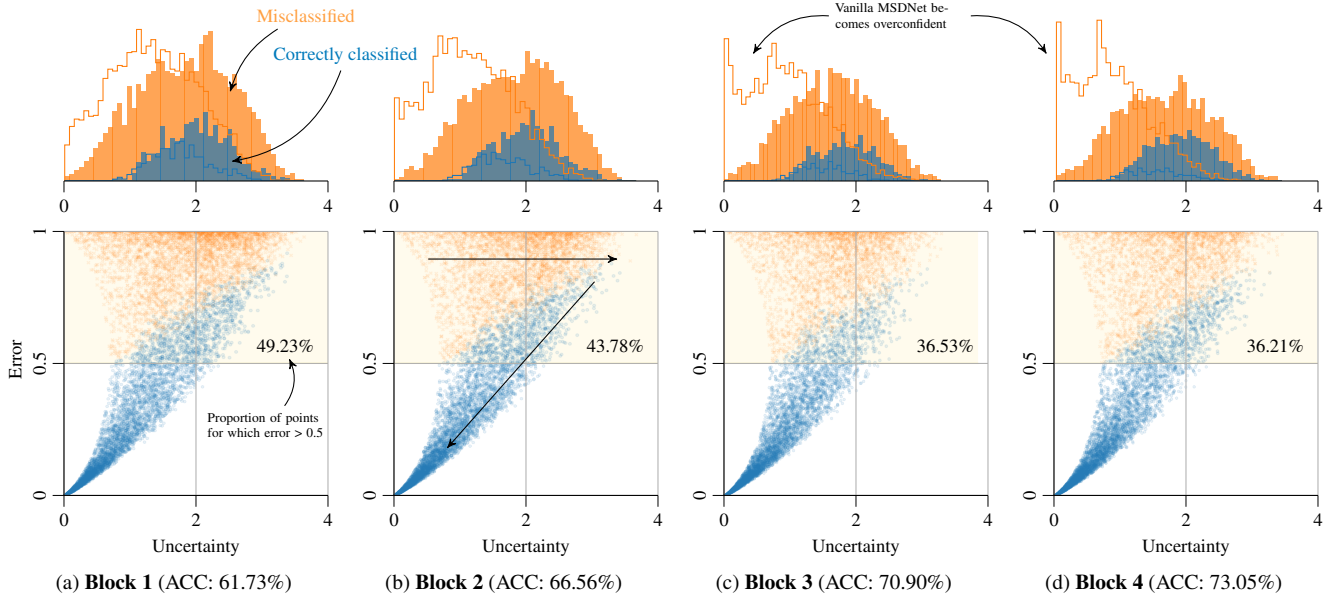 Misclassified
Correctly classified
Vanilla MSDNet be-
comes overconfident
0 2 4
0 2 4
0 2 4
0 2 4
Error
0 0.5 1
49.23%
Proportion of points
for which error > 0.5
0 2 4
Uncertainty
(a) Block 1 (ACC: 61.73%)
0 0.5 1
43.78%
0 2 4
Uncertainty
(b) Block 2 (ACC: 66.56%)
0 0.5 1
36.53%
0 2 4
Uncertainty
(c) Block 3 (ACC: 70.90%)
0 0.5 1
36.21%
0 2 4
Uncertainty
(d) Block 4 (ACC: 73.05%)